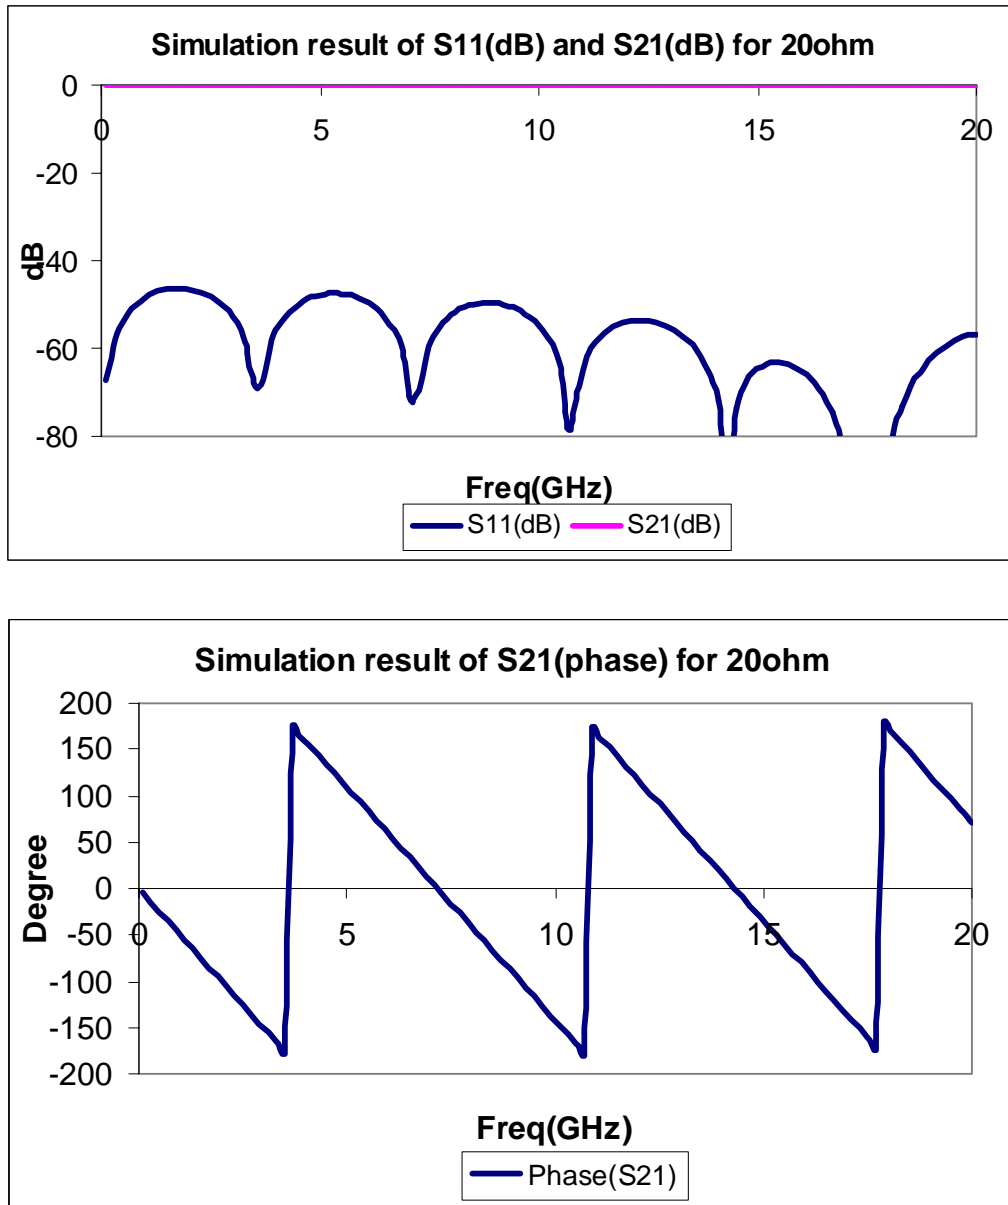 Simulation result of S11(dB) and S21(dB) for 20ohm
0
-20
-40
-60
-80
dB
0 5 10 15 20
Freq(GHz)
S11(dB) S21(dB)
Simulation result of S21(phase) for 20ohm
200
150
100
50
0
-50
-100
-150
-200
Degree
0 5 10 15 20
Freq(GHz)
Phase(S21)